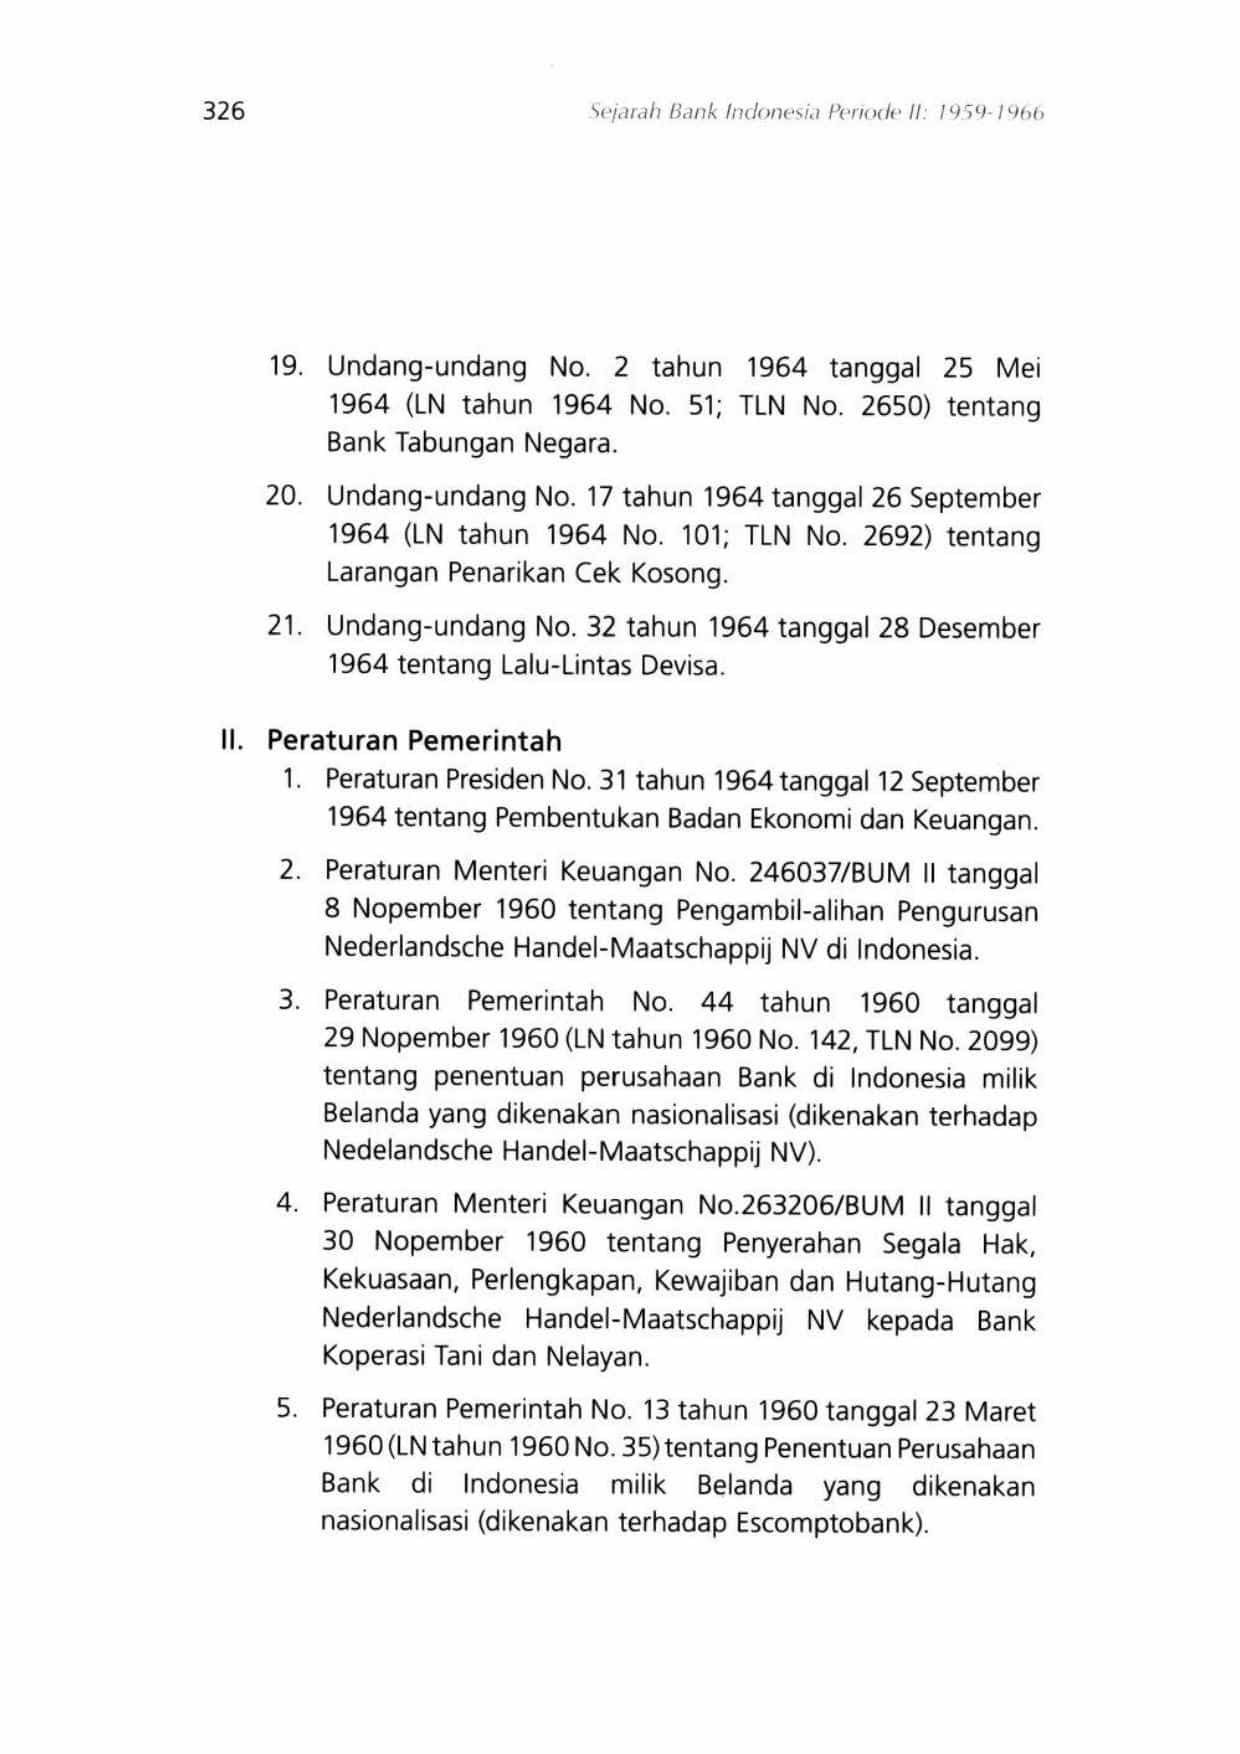 326
Sejarah Bank Indonesia Periode II: 1959-1966
19. Undang-undang No. 2 tahun 1964 tanggal 25 Mei
1964 (LN tahun 1964 No. 51; TLN No. 2650) tentang
Bank Tabungan Negara.
20. Undang-undang No. 17 tahun 1964 tanggal 26 September
1964 (LN tahun 1964 No. 101; TLN No. 2692) tentang
Larangan Penarikan Cek Kosong.
21. Undang-undang No. 32 tahun 1964 tanggal 28 Desember
1964 tentang Lalu-Lintas Devisa.
II. Peraturan Pemerintah
1. Peraturan Presiden No. 31 tahun 1964 tanggal 12 September
1964 tentang Pembentukan Badan Ekonomi dan Keuangan.
2. Peraturan Menteri Keuangan No. 246037/BUM II tanggal
8 Nopember 1960 tentang Pengambil-alihan Pengurusan
Nederlandsche Handel-Maatschappij NV di Indonesia.
3. Peraturan Pemerintah No. 44 tahun 1960 tanggal
29 Nopember 1960 (LN tahun 1960 No. 142, TLN No. 2099)
tentang penentuan perusahaan Bank di Indonesia milik
Belanda yang dikenakan nasionalisasi (dikenakan terhadap
Nedelandsche Handel-Maatschappij NV).
4. Peraturan Menteri Keuangan No.263206/BUM II tanggal
30 Nopember 1960 tentang Penyerahan Segala Hak,
Kekuasaan, Perlengkapan, Kewajiban dan Hutang-Hutang
Nederlandsche Handel-Maatschappij NV kepada Bank
Koperasi Tani dan Nelayan.
5. Peraturan Pemerintah No. 13 tahun 1960 tanggal 23 Maret
1960 (LN tahun 1960 No. 35) tentang Penentuan Perusahaan
Bank di Indonesia milik Belanda yang dikenakan
nasionalisasi (dikenakan terhadap Escomptobank).